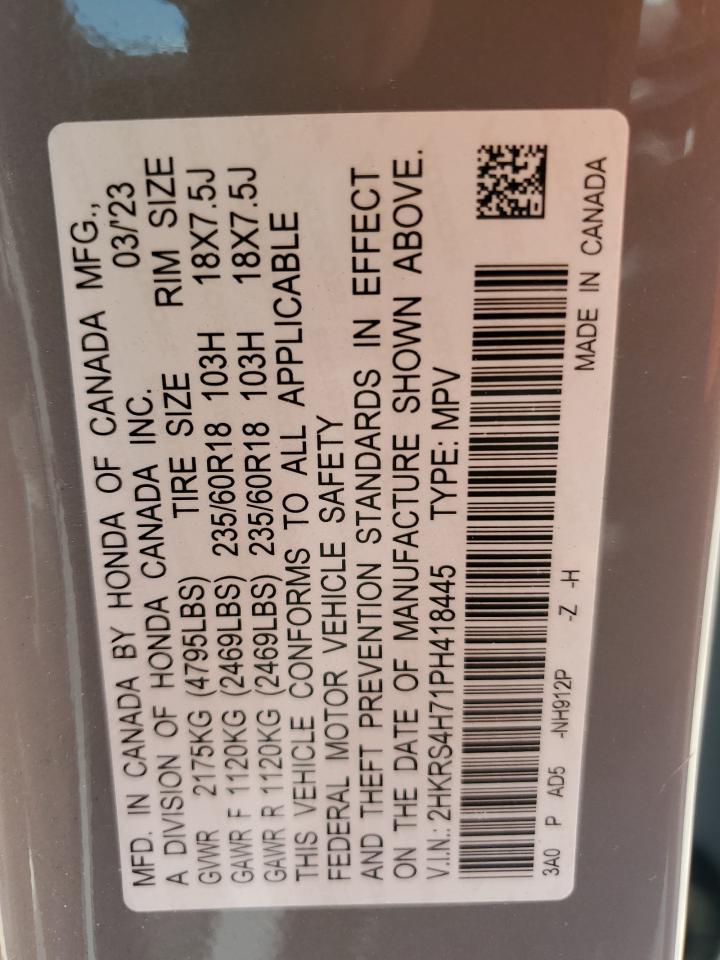 MFD. IN CANADA BY HONDA OF CANADA MFG.,
A DIVISION OF HONDA CANADA INC. 03/'23
GVWR 2175KG (4795LBS) TIRE SIZE RIM SIZE
GAWR F 1120KG (2469LBS) 235/60R18 103H 18X7.5J
GAWR R 1120KG (2469LBS) 235/60R18 103H 18X7.5J
THIS VEHICLE CONFORMS TO ALL APPLICABLE
FEDERAL MOTOR VEHICLE SAFETY
AND THEFT PREVENTION STANDARDS IN EFFECT
ON THE DATE OF MANUFACTURE SHOWN ABOVE.
V.I.N.: 2HKRS4H71PH418445 TYPE: MPV
3A0 P AD5 -NH912P -Z -H MADE IN CANADA